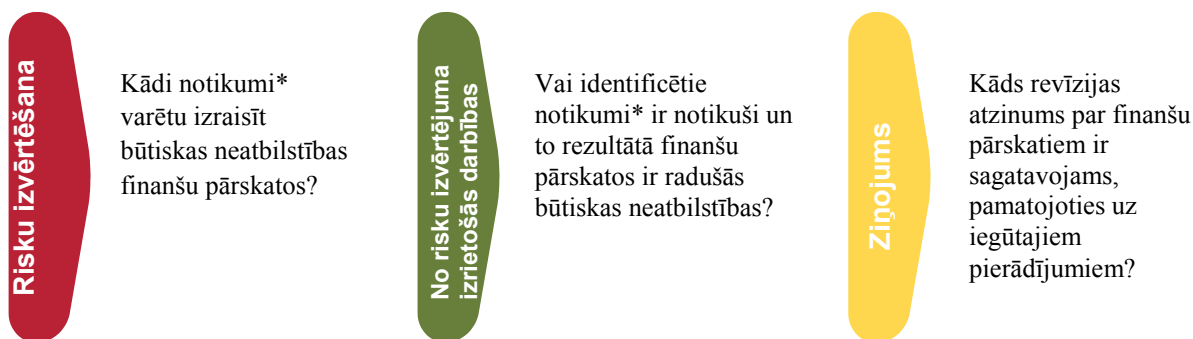 Risku izvērtēšana
Kādi notikumi*
varētu izraisīt
būtiskas neatbilstības
finanšu pārskatos?
No risku izvērtējuma
izrietošās darbības
Vai identificētie
notikumi* ir notikuši un
to rezultātā finanšu
pārskatos ir radušās
būtiskas neatbilstības?
Ziņojums
Kāds revīzijas
atzinums par finanšu
pārskatiem ir
sagatavojams,
pamatojoties uz
iegūtajiem
pierādījumiem?